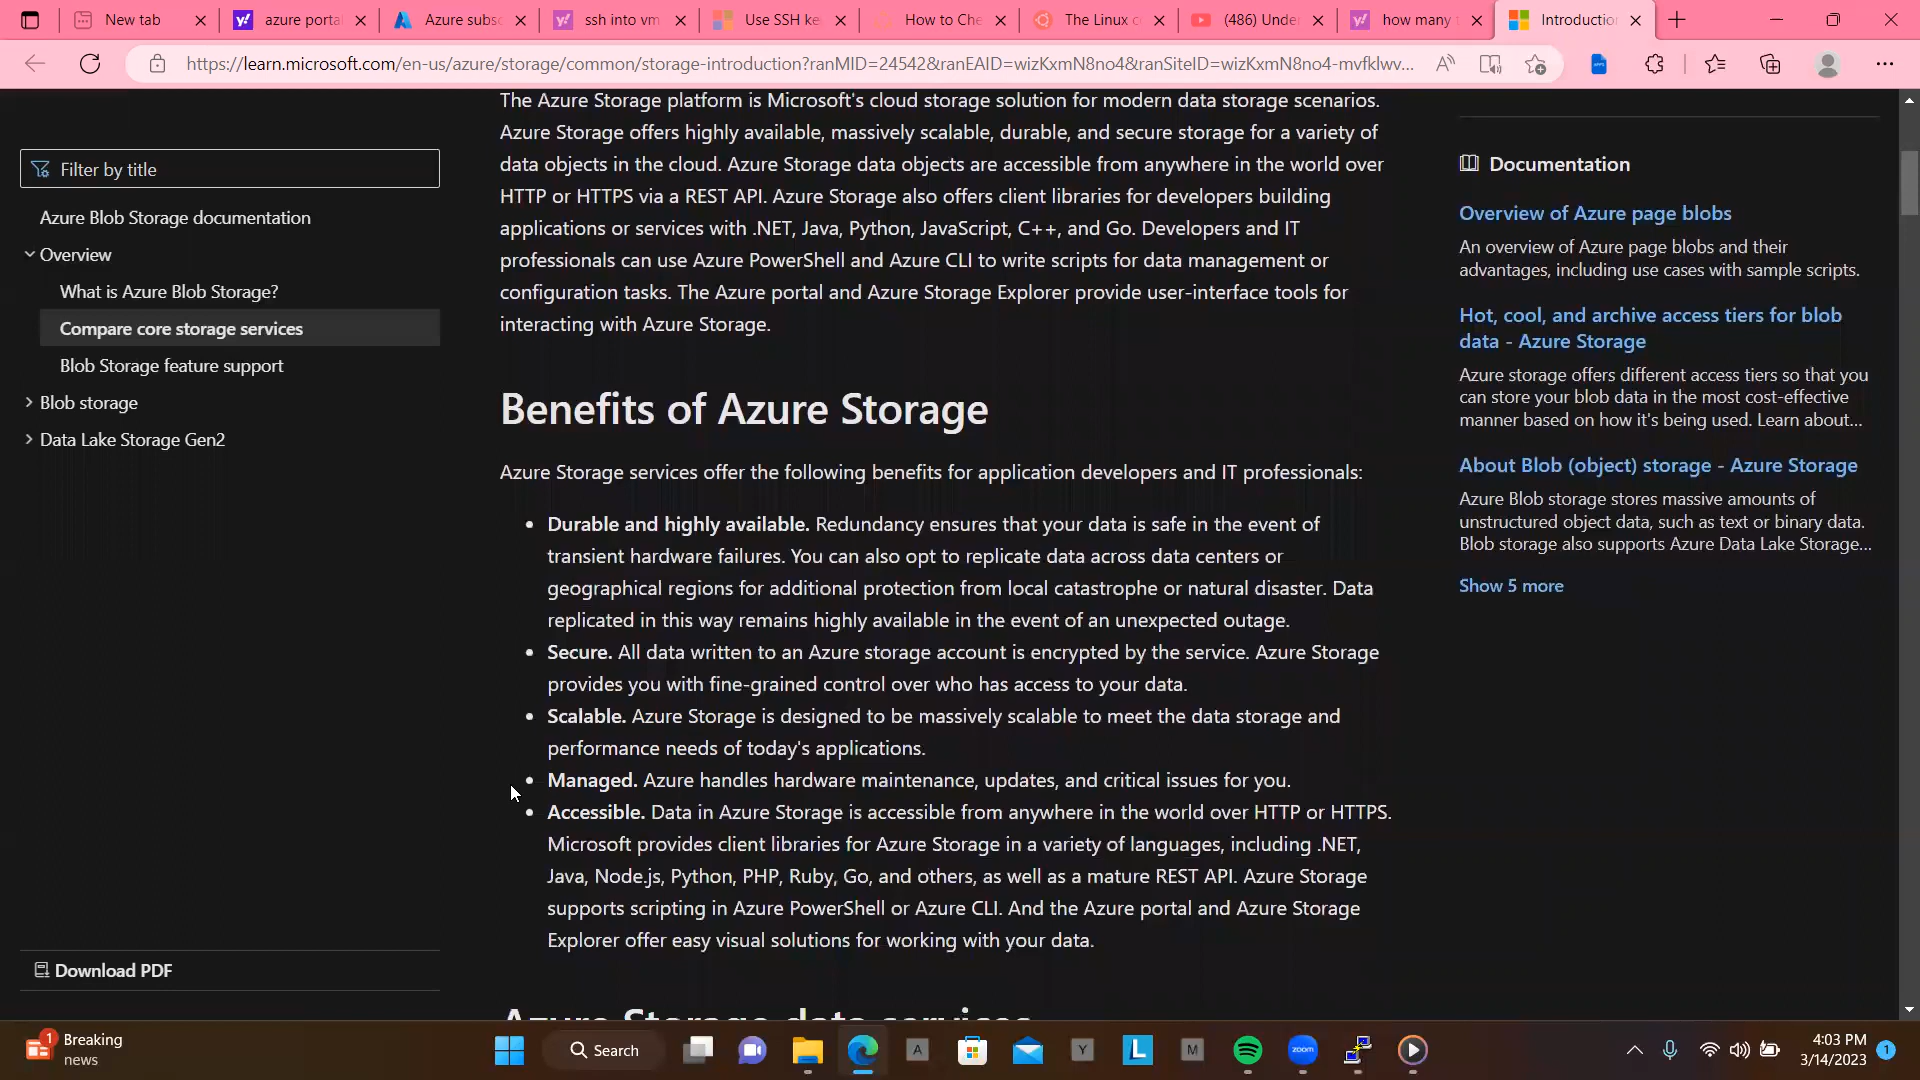 New tab
azure porta
Azure subsc
ssh into vm
Use SSH ke
How to Che
The Linux c
(486) Unde
how many t
Introduction
https://learn.microsoft.com/en-us/azure/storage/common/storage-introduction?ranMID=24542&ranEAID=wizKxmN8no4&ranSiteID=wizKxmN8no4-mvfklwv...
Filter by title
Azure Blob Storage documentation
Overview
What is Azure Blob Storage?
Compare core storage services
Blob Storage feature support
Blob storage
Data Lake Storage Gen2
Download PDF
The Azure Storage platform is Microsoft's cloud storage solution for modern data storage scenarios.
Azure Storage offers highly available, massively scalable, durable, and secure storage for a variety of
data objects in the cloud. Azure Storage data objects are accessible from anywhere in the world over
HTTP or HTTPS via a REST API. Azure Storage also offers client libraries for developers building
applications or services with .NET, Java, Python, JavaScript, C++, and Go. Developers and IT
professionals can use Azure PowerShell and Azure CLI to write scripts for data management or
configuration tasks. The Azure portal and Azure Storage Explorer provide user-interface tools for
interacting with Azure Storage.
Benefits of Azure Storage
Azure Storage services offer the following benefits for application developers and IT professionals:
• Durable and highly available. Redundancy ensures that your data is safe in the event of
transient hardware failures. You can also opt to replicate data across data centers or
geographical regions for additional protection from local catastrophe or natural disaster. Data
replicated in this way remains highly available in the event of an unexpected outage.
• Secure. All data written to an Azure storage account is encrypted by the service. Azure Storage
provides you with fine-grained control over who has access to your data.
• Scalable. Azure Storage is designed to be massively scalable to meet the data storage and
performance needs of today's applications.
• Managed. Azure handles hardware maintenance, updates, and critical issues for you.
• Accessible. Data in Azure Storage is accessible from anywhere in the world over HTTP or HTTPS.
Microsoft provides client libraries for Azure Storage in a variety of languages, including .NET,
Java, Node.js, Python, PHP, Ruby, Go, and others, as well as a mature REST API. Azure Storage
supports scripting in Azure PowerShell or Azure CLI. And the Azure portal and Azure Storage
Explorer offer easy visual solutions for working with your data.
Azure Storage data services
Documentation
Overview of Azure page blobs
An overview of Azure page blobs and their
advantages, including use cases with sample scripts.
Hot, cool, and archive access tiers for blob
data - Azure Storage
Azure storage offers different access tiers so that you
can store your blob data in the most cost-effective
manner based on how it's being used. Learn about...
About Blob (object) storage - Azure Storage
Azure Blob storage stores massive amounts of
unstructured object data, such as text or binary data.
Blob storage also supports Azure Data Lake Storage...
Show 5 more
1
Breaking
news
Search
A
Y
L
M
zoom
4:03 PM
3/14/2023
1